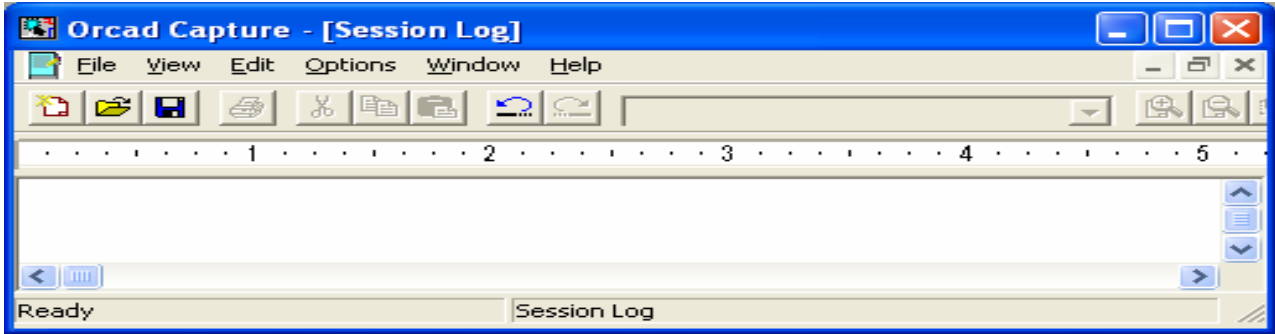 Orcad Capture - [Session Log]
File View Edit Options Window Help
1 2 3 4 5
Ready Session Log